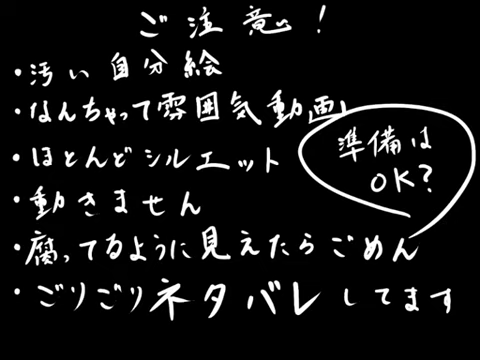 ご注意!
・汚い自分絵
・なんちゃって雰囲気動画
・ほとんどシルエット
・動きません
・腐ってるように見えたらごめん
・ごりごりネタバレしてます
準備は
OK?